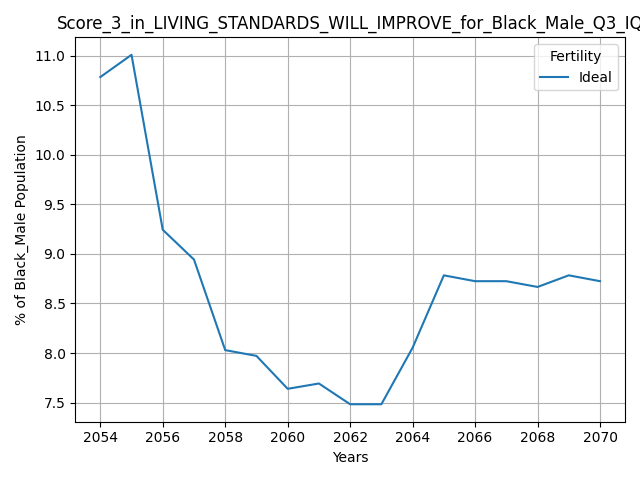 Score_3_in_LIVING_STANDARDS_WILL_IMPROVE_for_Black_Male_Q3_IQ
Fertility
Ideal
11.0
10.5
10.0
9.5
9.0
8.5
8.0
7.5
% of Black_Male Population
2054 2056 2058 2060 2062 2064 2066 2068 2070
Years